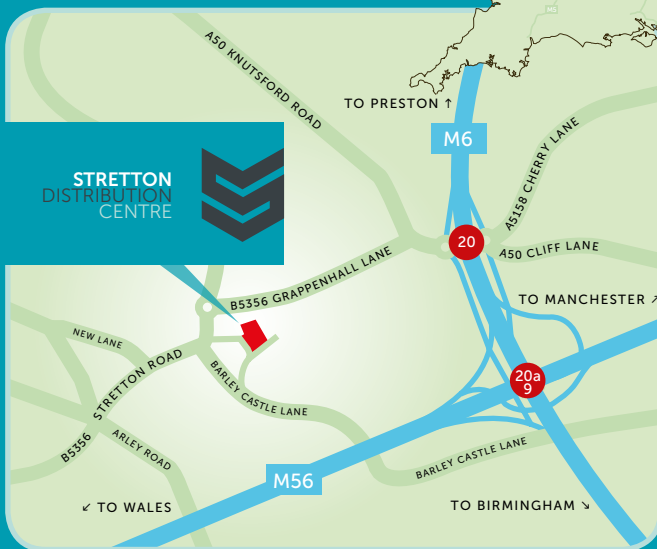 M6
A50 KNUTSFORD ROAD
TO PRESTON ↑
M6
A5158 CHERRY LANE
STRETTON
DISTRIBUTION
CENTRE
20
A50 CLIFF LANE
B5356 GRAPPENHALL LANE
TO MANCHESTER ↗
NEW LANE
STRETTON ROAD
B5356
BARLEY CASTLE LANE
20a
9
ARLEY ROAD
BARLEY CASTLE LANE
M56
↙ TO WALES
TO BIRMINGHAM ↘